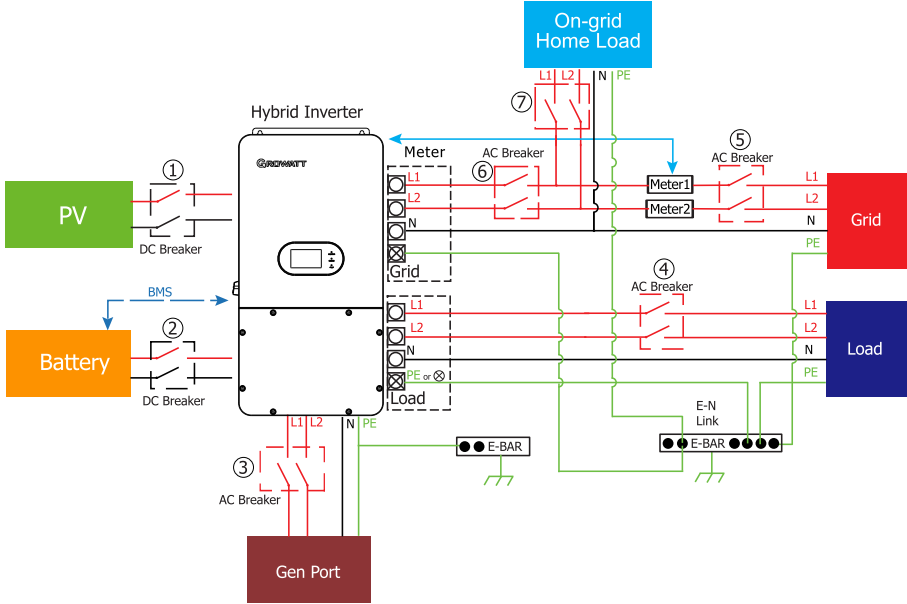 On-grid
Home Load
L1
L2
N
PE
⑦
Hybrid Inverter
GROWATT
Meter
AC Breaker
⑥
⑤
AC Breaker
①
PV
DC Breaker
L1
L2
N
Grid
Meter1
Meter2
L1
L2
N
PE
Grid
BMS
④
AC Breaker
②
Battery
DC Breaker
L1
L2
N
PE or ⊗
Load
L1
L2
N
PE
Load
L1
L2
N
PE
③
AC Breaker
E-BAR
E-N
Link
E-BAR
Gen Port